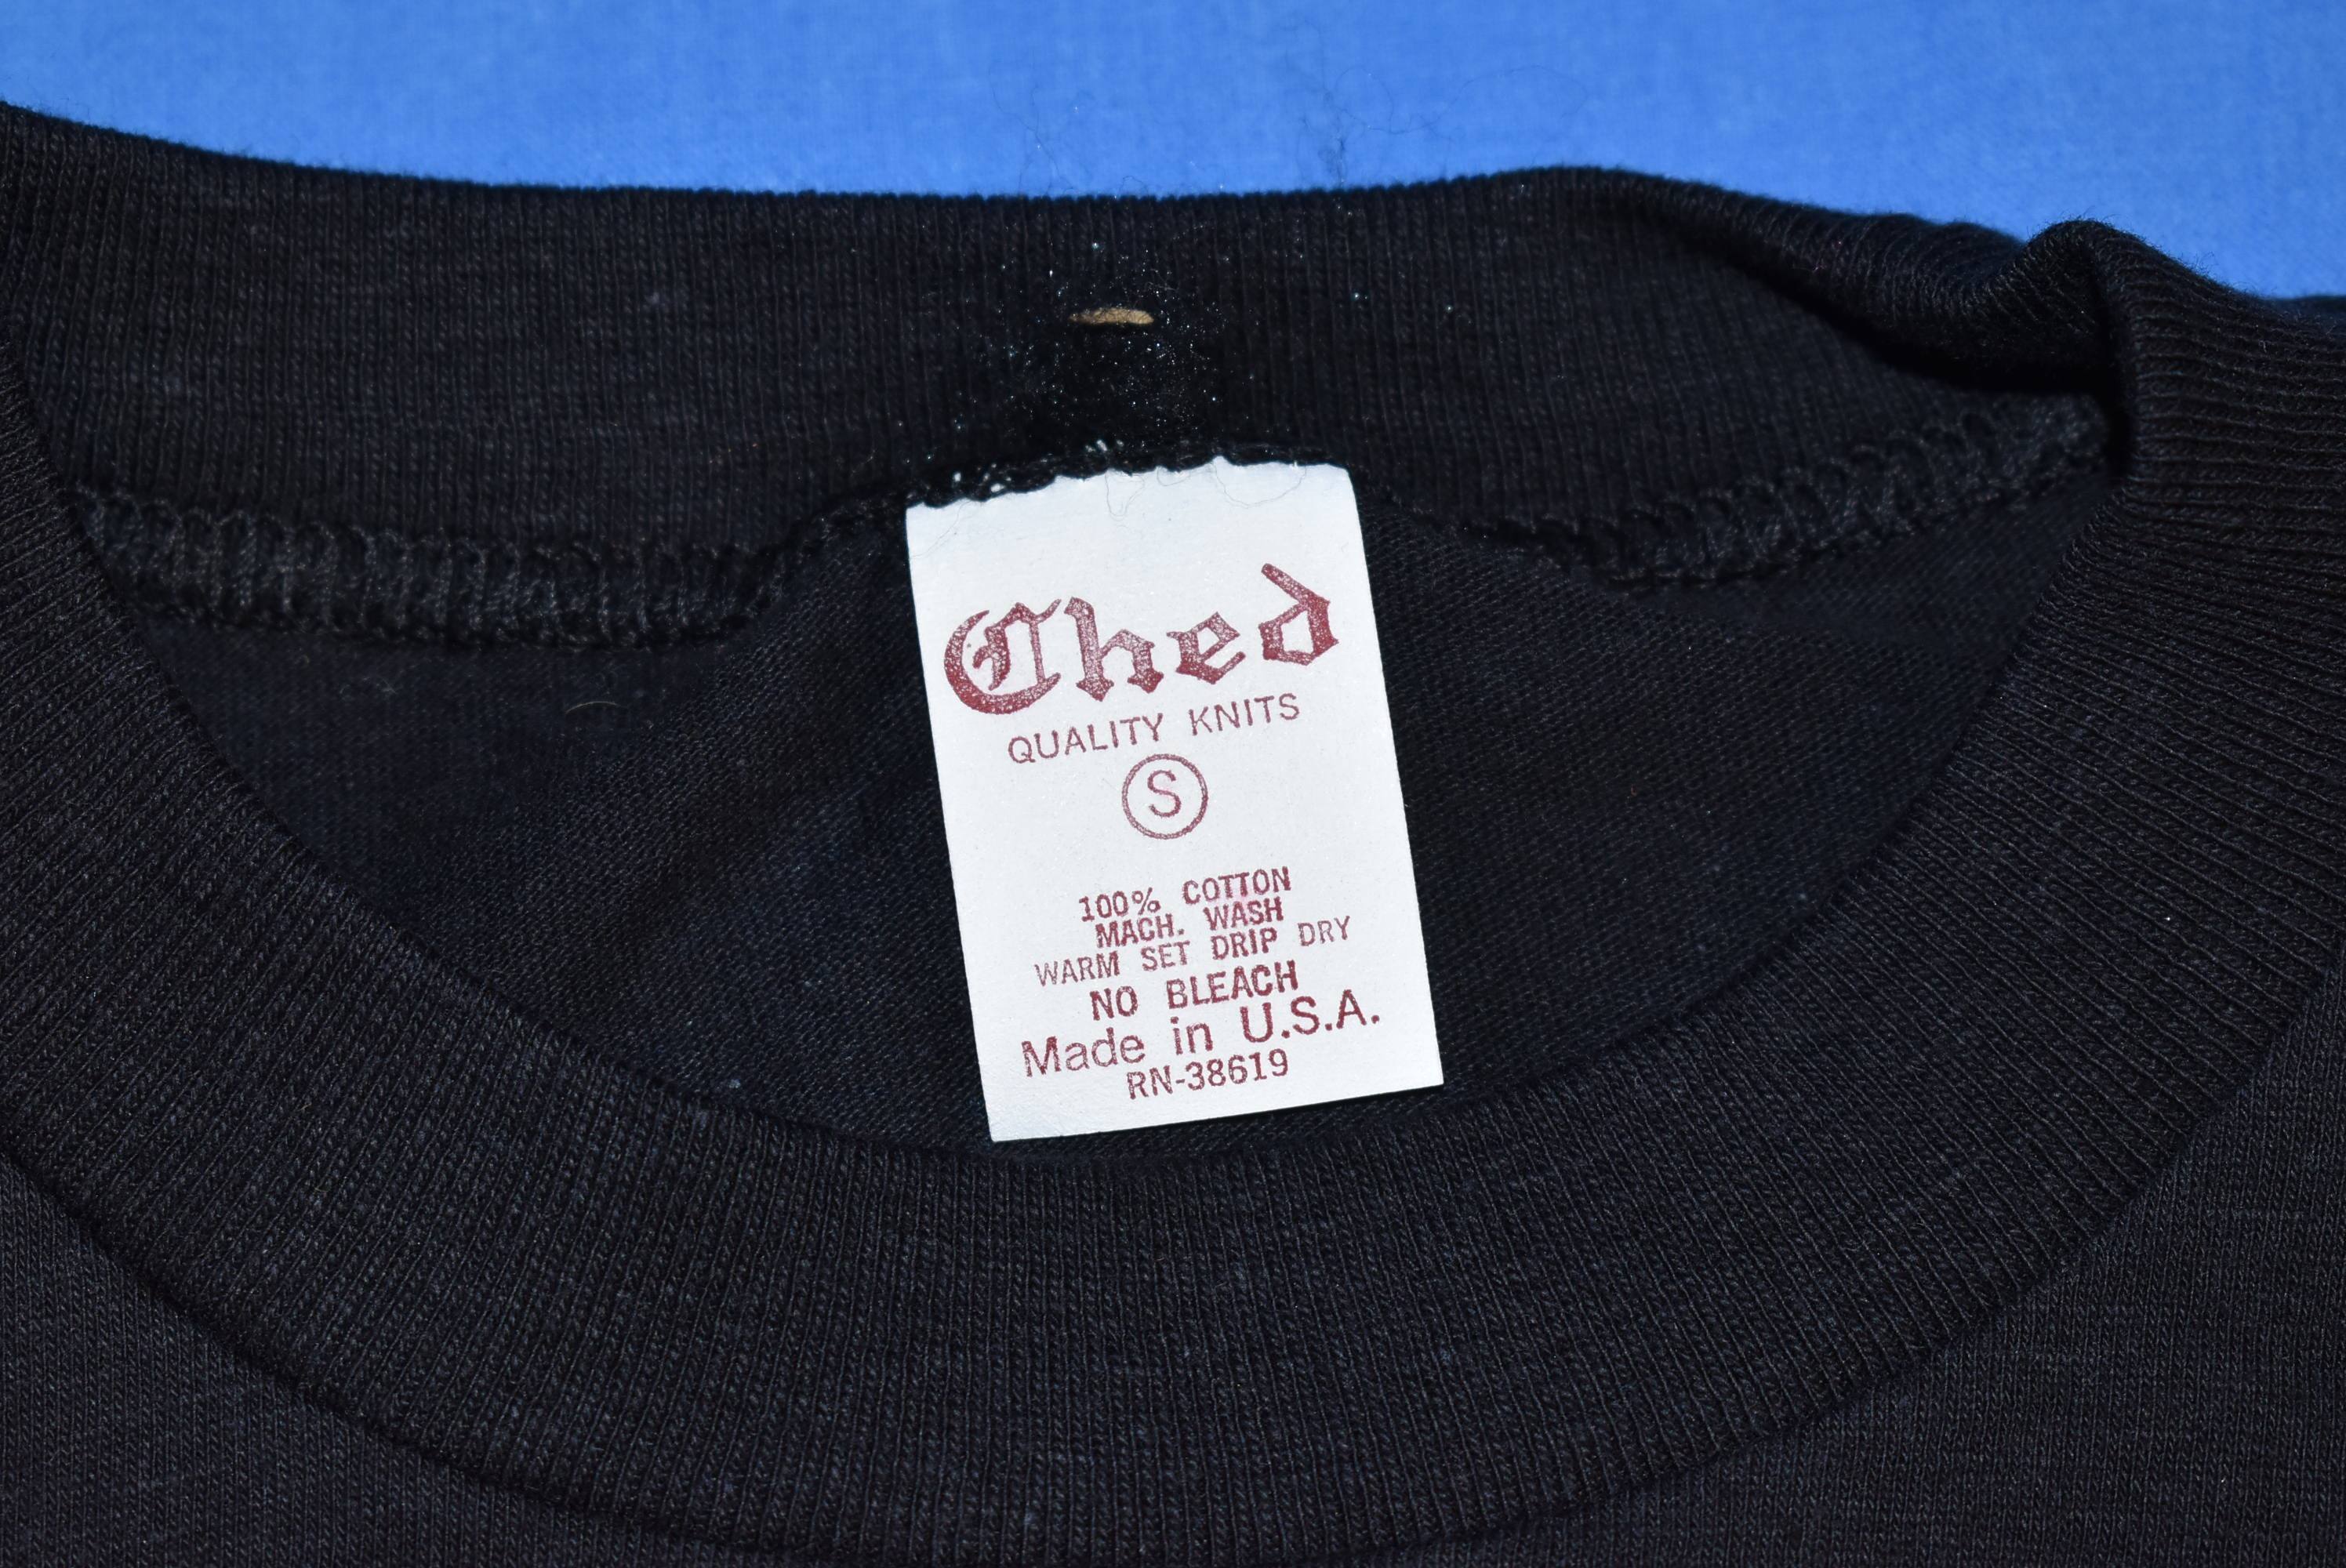 Ched
QUALITY KNITS
S
100% COTTON
MACH. WASH
WARM SET DRIP DRY
NO BLEACH
Made in U.S.A.
RN-38619